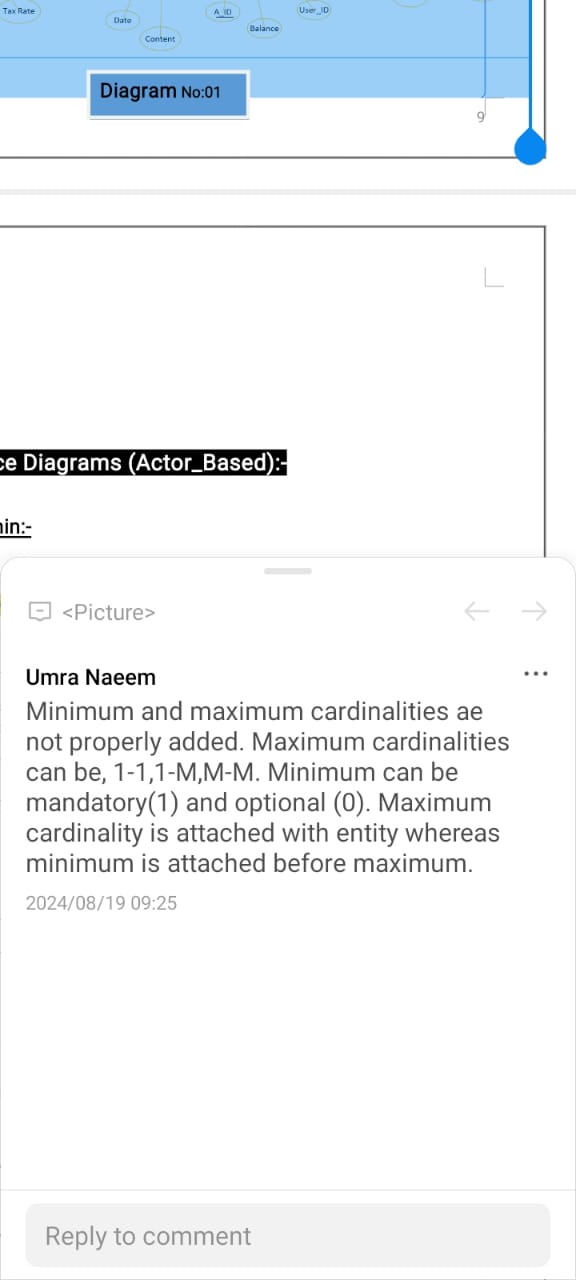 Tax Rate
Date
A_ID
User_ID
Content
Balance
Diagram No:01
9
ce Diagrams (Actor_Based):-
nin:-
<Picture>
Umra Naeem
Minimum and maximum cardinalities ae
not properly added. Maximum cardinalities
can be, 1-1,1-M,M-M. Minimum can be
mandatory(1) and optional (0). Maximum
cardinality is attached with entity whereas
minimum is attached before maximum.
2024/08/19 09:25
Reply to comment